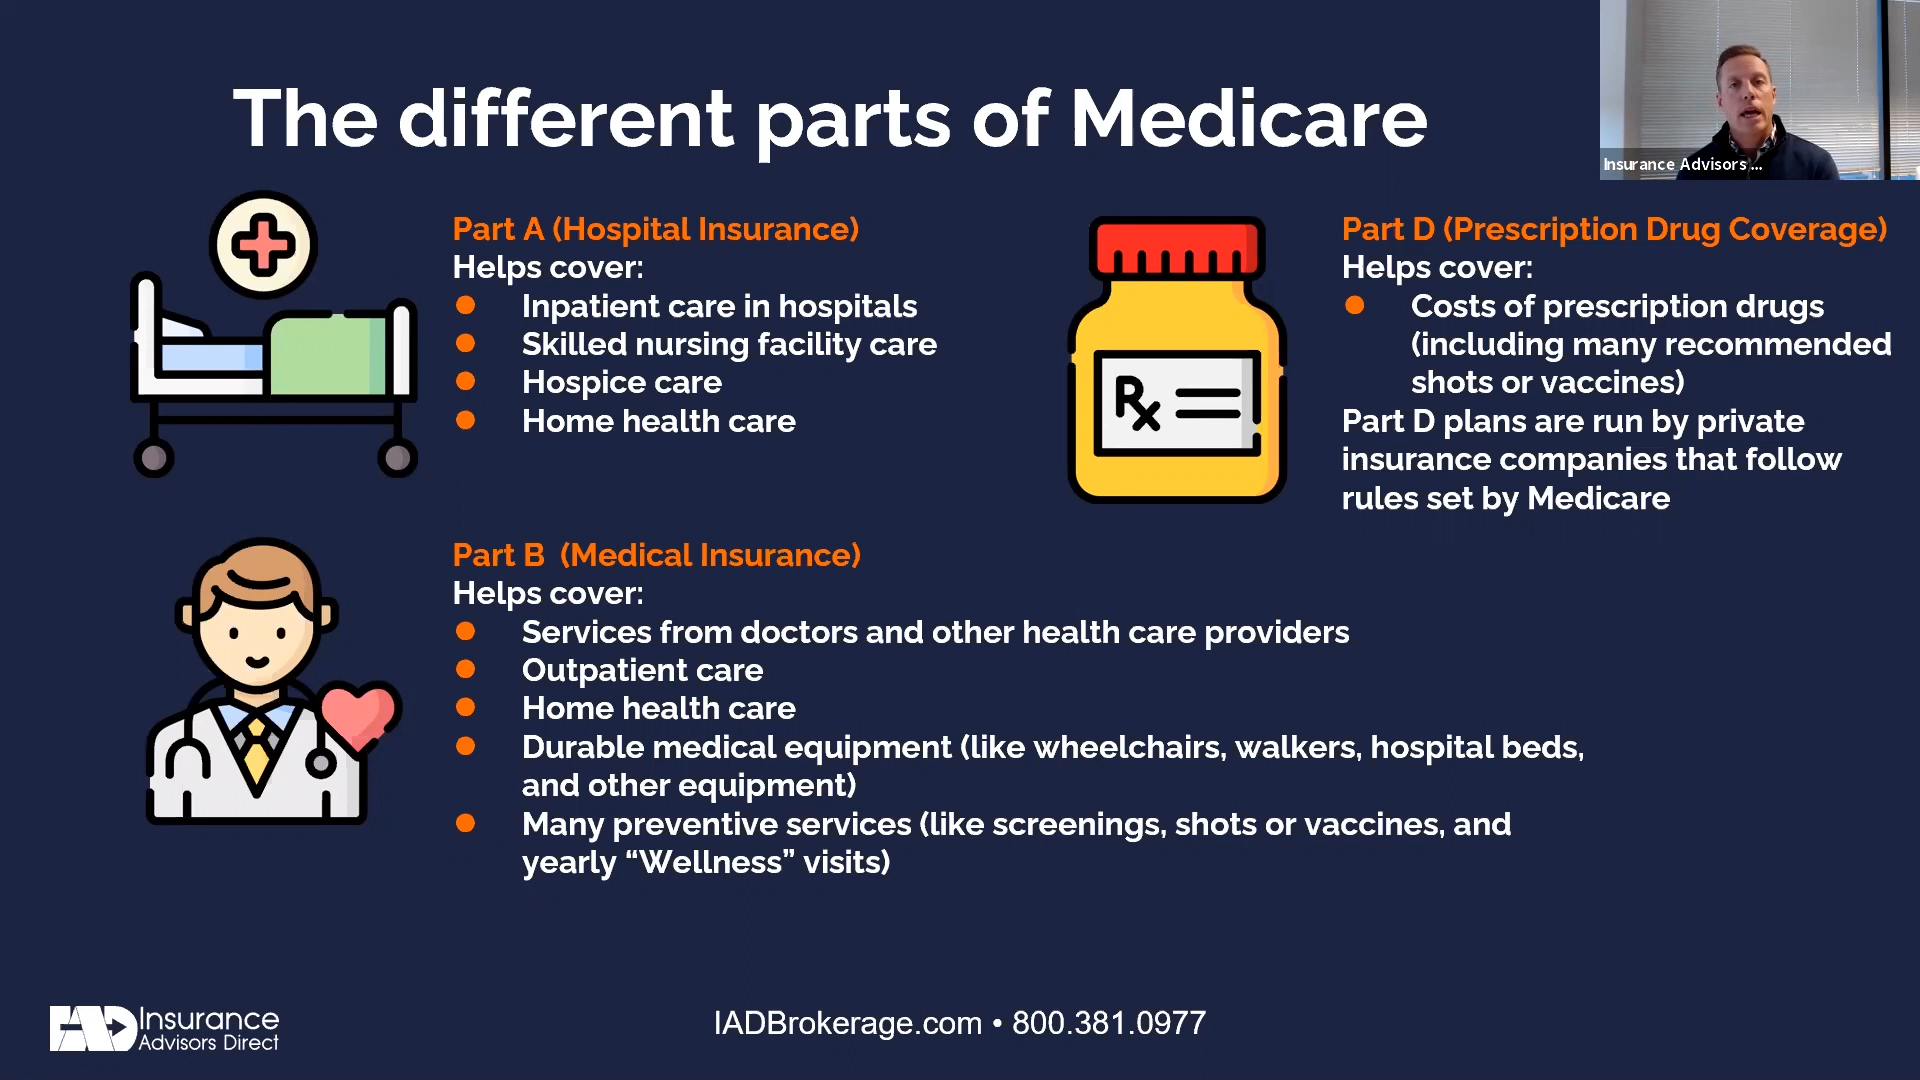 The different parts of Medicare
Insurance Advisors ...
Part A (Hospital Insurance)
Helps cover:
● Inpatient care in hospitals
● Skilled nursing facility care
● Hospice care
● Home health care
Rx
Part D (Prescription Drug Coverage)
Helps cover:
● Costs of prescription drugs
(including many recommended
shots or vaccines)
Part D plans are run by private
insurance companies that follow
rules set by Medicare
Part B (Medical Insurance)
Helps cover:
● Services from doctors and other health care providers
● Outpatient care
● Home health care
● Durable medical equipment (like wheelchairs, walkers, hospital beds,
and other equipment)
● Many preventive services (like screenings, shots or vaccines, and
yearly “Wellness” visits)
IAD Insurance
Advisors Direct
IADBrokerage.com • 800.381.0977